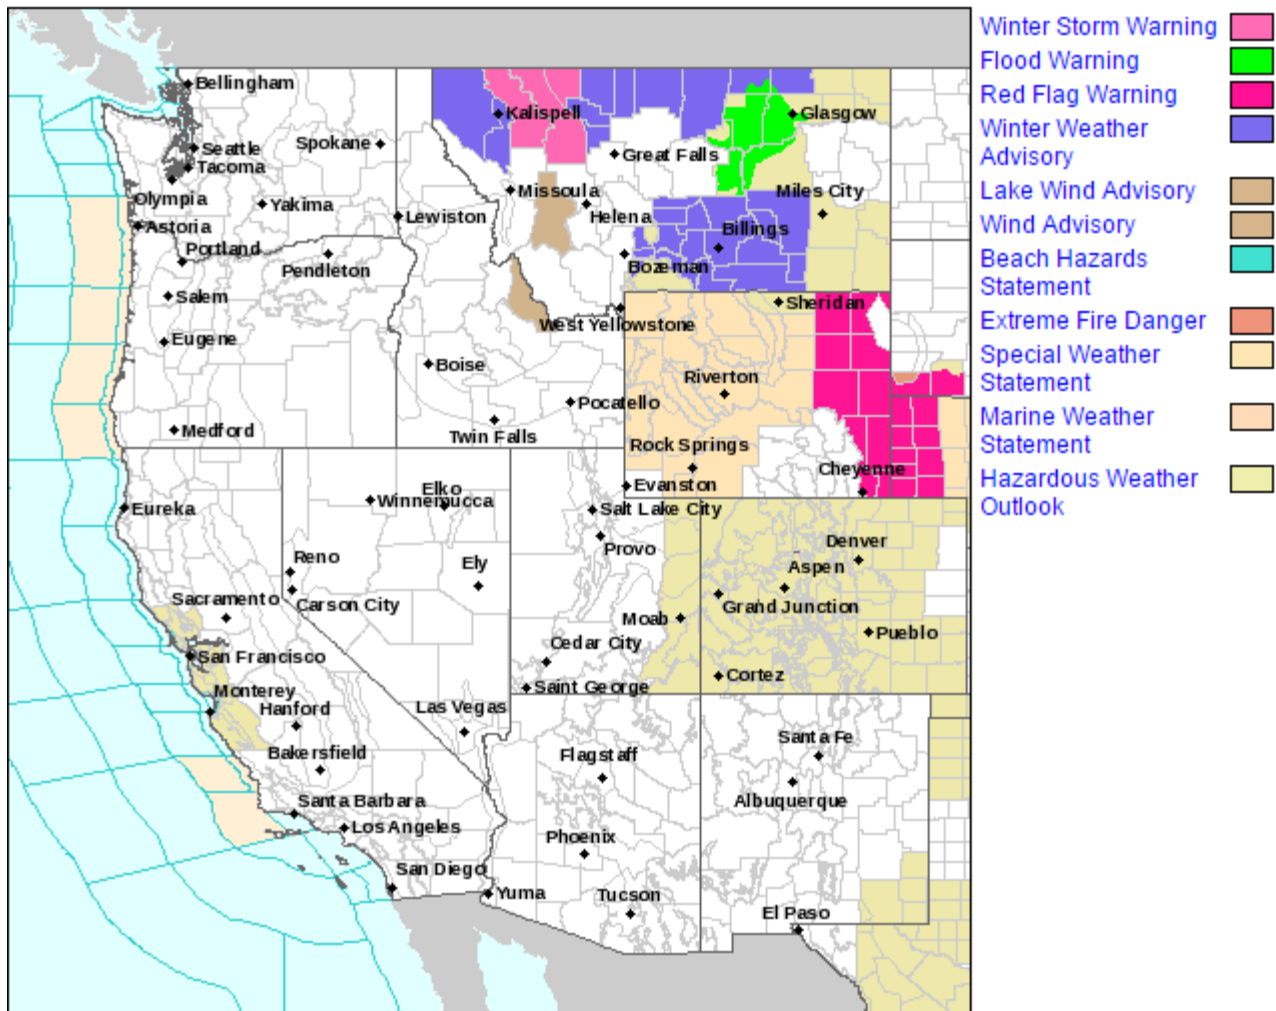 Winter Storm Warning
Flood Warning
Red Flag Warning
Winter Weather
Advisory
Lake Wind Advisory
Wind Advisory
Beach Hazards
Statement
Extreme Fire Danger
Special Weather
Statement
Marine Weather
Statement
Hazardous Weather
Outlook
Bellingham
Kalispell
Glasgow
Seattle
Spokane
Tacoma
Great Falls
Olympia
Yakima
Missoula
Miles City
Astoria
Lewiston
Helena
Billings
Portland
Pendleton
Bozeman
Salem
Sheridan
West Yellowstone
Eugene
Boise
Riverton
Pocatello
Medford
Twin Falls
Rock Springs
Cheyenne
Evanston
Elko
Winnemucca
Eureka
Salt Lake City
Provo
Denver
Reno
Ely
Aspen
Sacramento
Carson City
Grand Junction
Moab
Pueblo
Cedar City
San Francisco
Cortez
Saint George
Monterey
Hanford
Las Vegas
Santa Fe
Bakersfield
Flagstaff
Albuquerque
Santa Barbara
Los Angeles
Phoenix
San Diego
Yuma
Tucson
El Paso